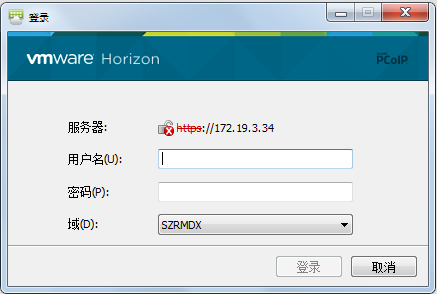 登录
vmware Horizon
PCoIP
服务器: https://172.19.3.34
用户名(U):
密码(P):
域(D): SZRMDX
登录 取消